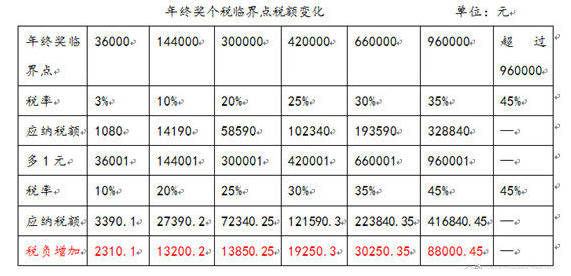 年终奖个税临界点税额变化 单位：元
年终奖临界点 36000 144000 300000 420000 660000 960000 超过960000
税率 3% 10% 20% 25% 30% 35% 45%
应纳税额 1080 14190 58590 102340 193590 328840 —
多1元 36001 144001 300001 420001 660001 960001 —
税率 10% 20% 25% 30% 35% 45% 45%
应纳税额 3390.1 27390.2 72340.25 121590.3 223840.35 416840.45 —
税负增加 2310.1 13200.2 13850.25 19250.3 30250.35 88000.45 —